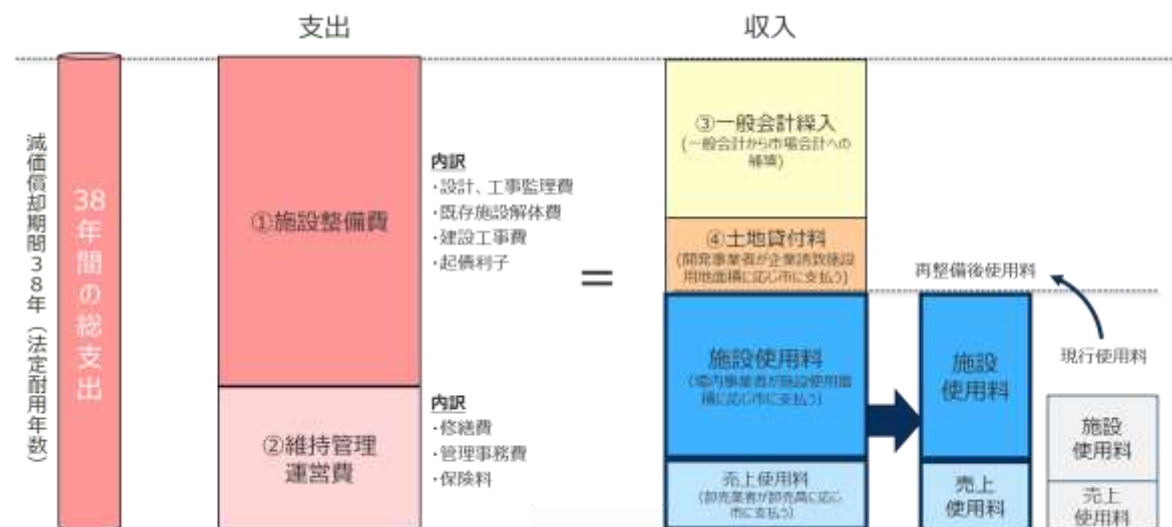 支出
収入
減価償却期間38年（法定耐用年数）
38年間の総支出
①施設整備費
内訳
・設計、工事監理費
・既存施設解体費
・建設工事費
・起債利子
②維持管理
運営費
内訳
・修繕費
・管理事務費
・保険料
＝
③一般会計繰入
(一般会計から市場会計への
補填)
④土地貸付料
(開発事業者が企業誘致施設
用地面積に応じ市に支払う)
施設使用料
(場内事業者が施設使用面
積に応じ市に支払う)
売上使用料
(卸売業者が卸売高に応じ
市に支払う)
再整備後使用料
施設
使用料
売上
使用料
現行使用料
施設
使用料
売上
使用料